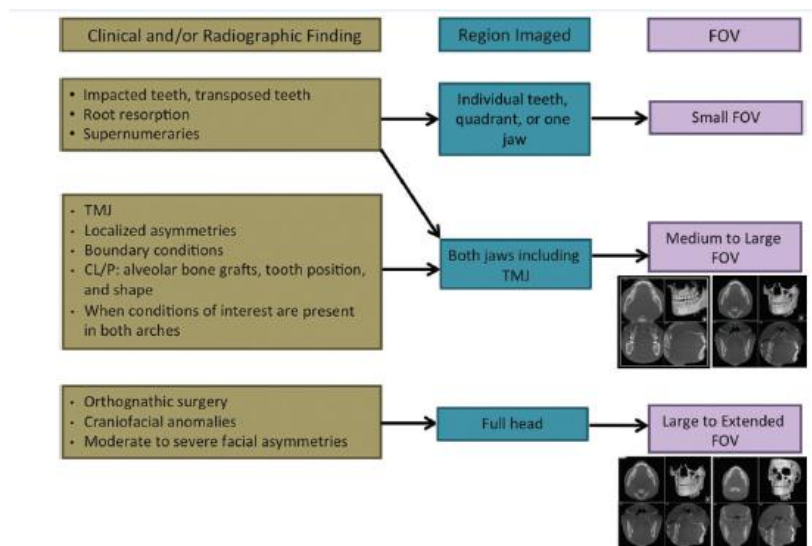 Clinical and/or Radiographic Finding
Region Imaged
FOV
• Impacted teeth, transposed teeth
• Root resorption
• Supernumeraries
Individual teeth,
quadrant, or one
jaw
Small FOV
• TMJ
• Localized asymmetries
• Boundary conditions
• CL/P: alveolar bone grafts, tooth position,
and shape
• When conditions of interest are present
in both arches
Both jaws including
TMJ
Medium to Large
FOV
• Orthognathic surgery
• Craniofacial anomalies
• Moderate to severe facial asymmetries
Full head
Large to Extended
FOV